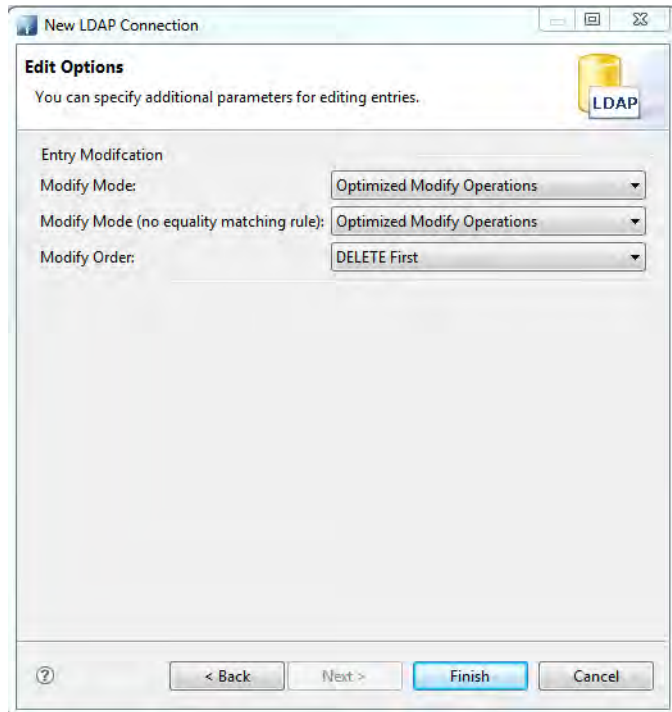 New LDAP Connection
Edit Options
You can specify additional parameters for editing entries.
LDAP
Entry Modifcation
Modify Mode: Optimized Modify Operations
Modify Mode (no equality matching rule): Optimized Modify Operations
Modify Order: DELETE First
? < Back Next > Finish Cancel